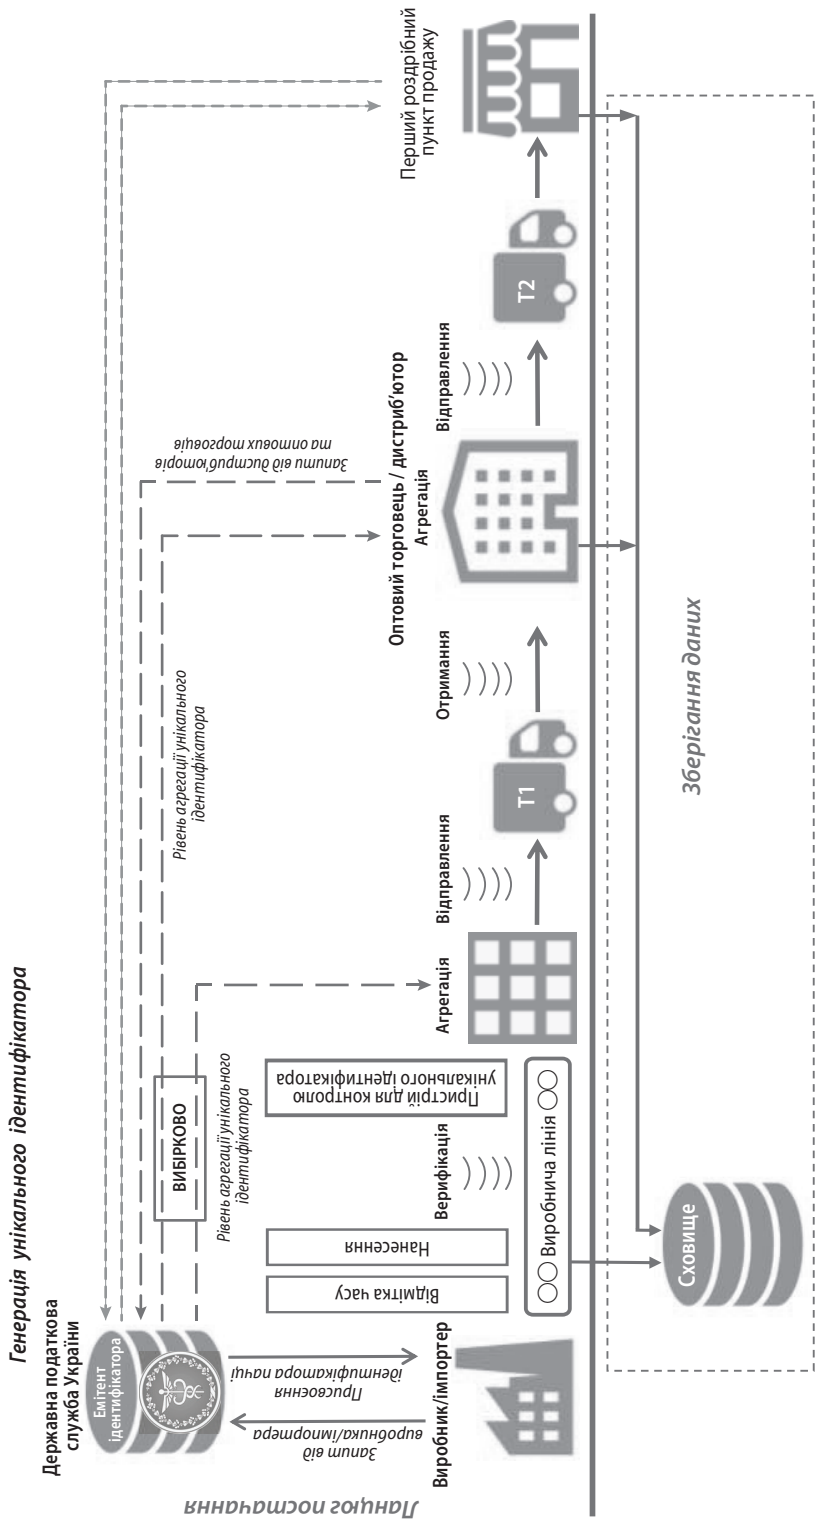 Генерація унікального ідентифікатора
Державна податкова
служба України
Емітент
ідентифікатора
Запит від
виробника/імпортера
Присвоєння
ідентифікатора пачці
Виробник/імпортер
Ланцюг постачання
ВИБІРКОВО
Рівень агрегації унікального
ідентифікатора
Відмітка часу
Нанесення
Верифікація
Пристрій для контролю
унікального ідентифікатора
Виробнича лінія
Агрегація
Відправлення
Т1
Отримання
Рівень агрегації унікального
ідентифікатора
Запити від дистриб'юторів
та оптових торговців
Оптовий торговець / дистриб'ютор
Агрегація
Відправлення
Т2
Перший роздрібний
пункт продажу
Сховище
Зберігання даних